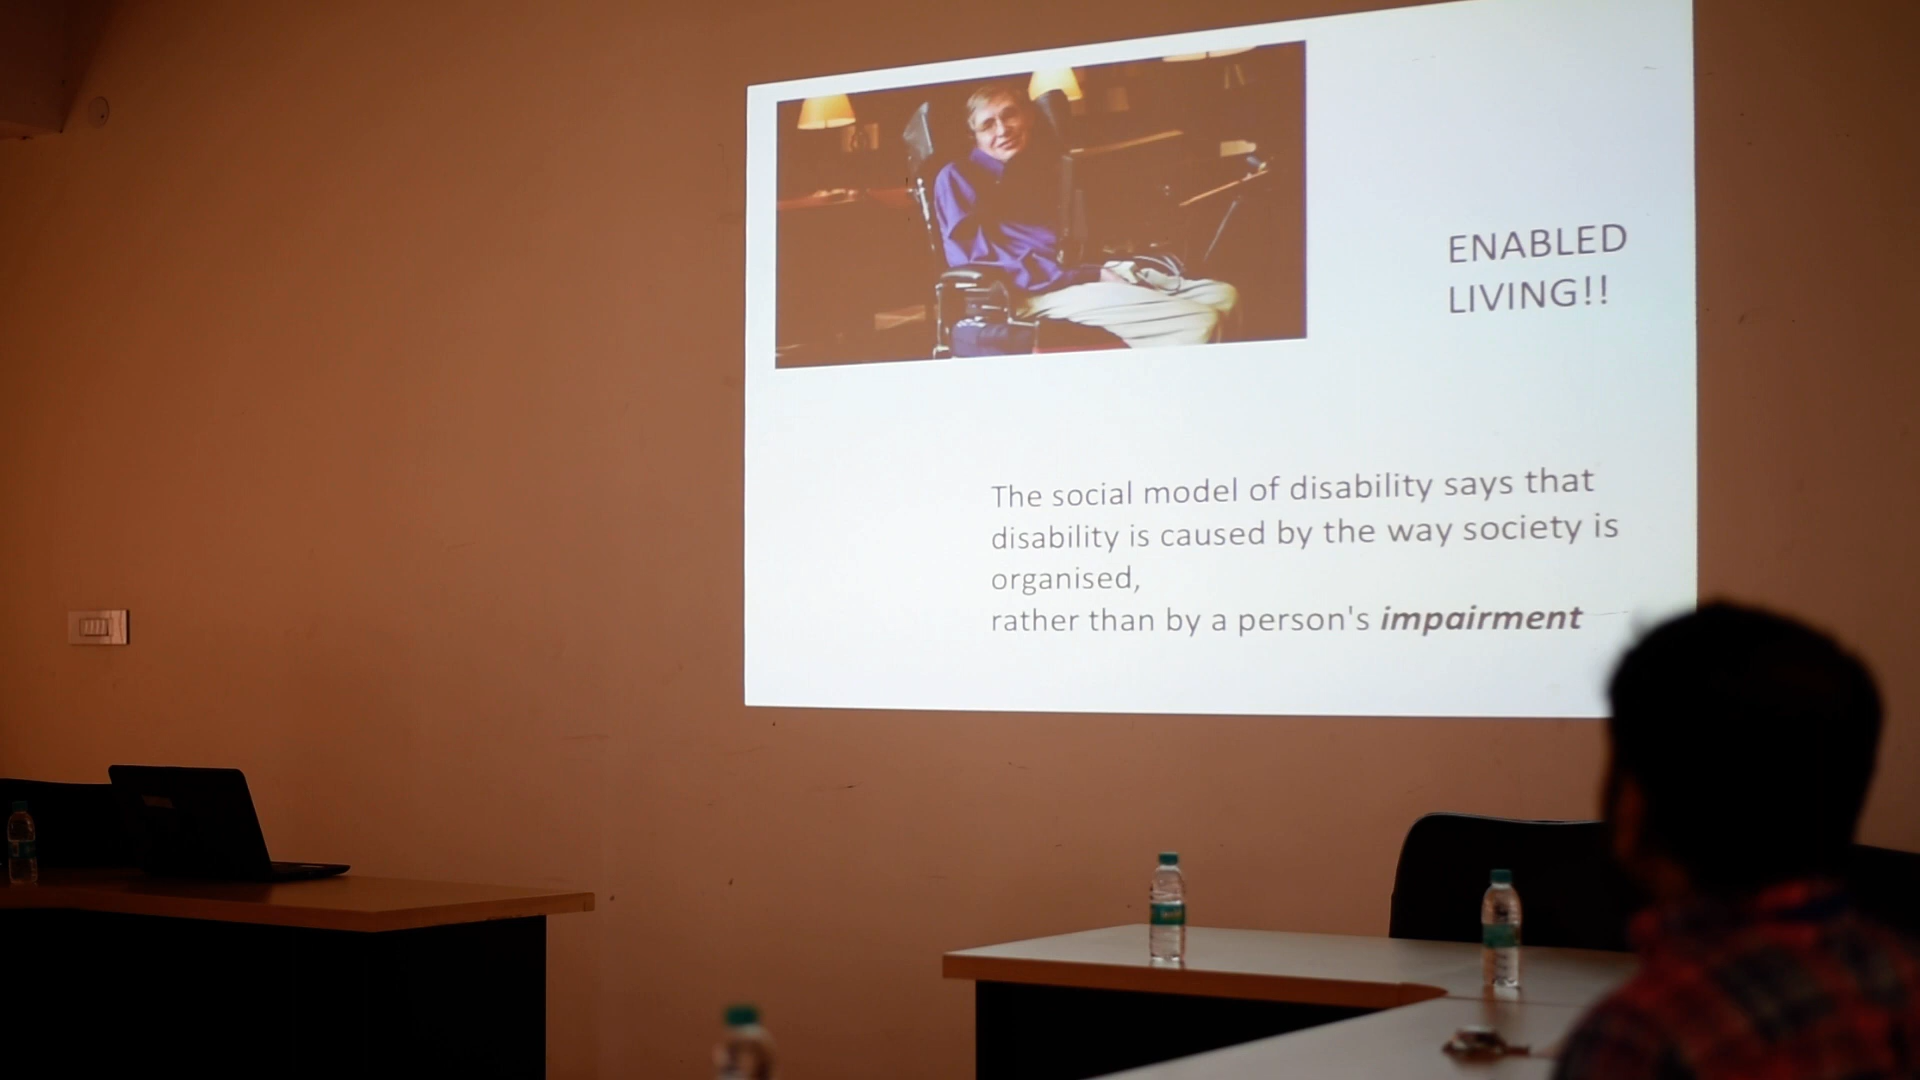 ENABLED
LIVING!!
The social model of disability says that
disability is caused by the way society is
organised,
rather than by a person's impairment